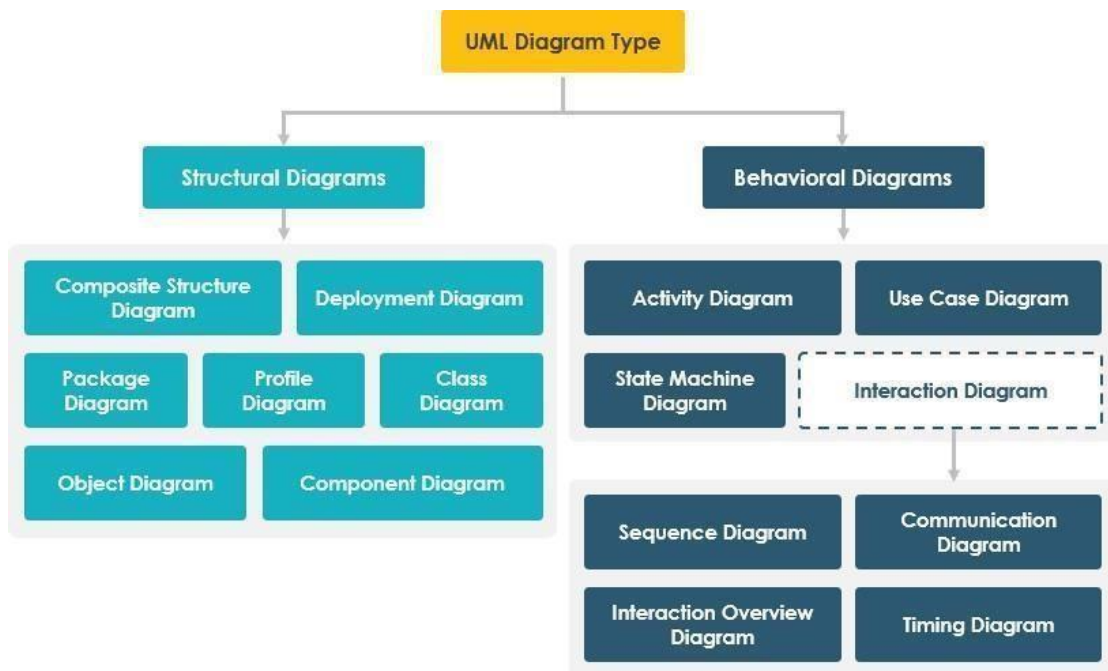 UML Diagram Type
Structural Diagrams
Behavioral Diagrams
Composite Structure
Diagram
Deployment Diagram
Package
Diagram
Profile
Diagram
Class
Diagram
Object Diagram
Component Diagram
Activity Diagram
Use Case Diagram
State Machine
Diagram
Interaction Diagram
Sequence Diagram
Communication
Diagram
Interaction Overview
Diagram
Timing Diagram